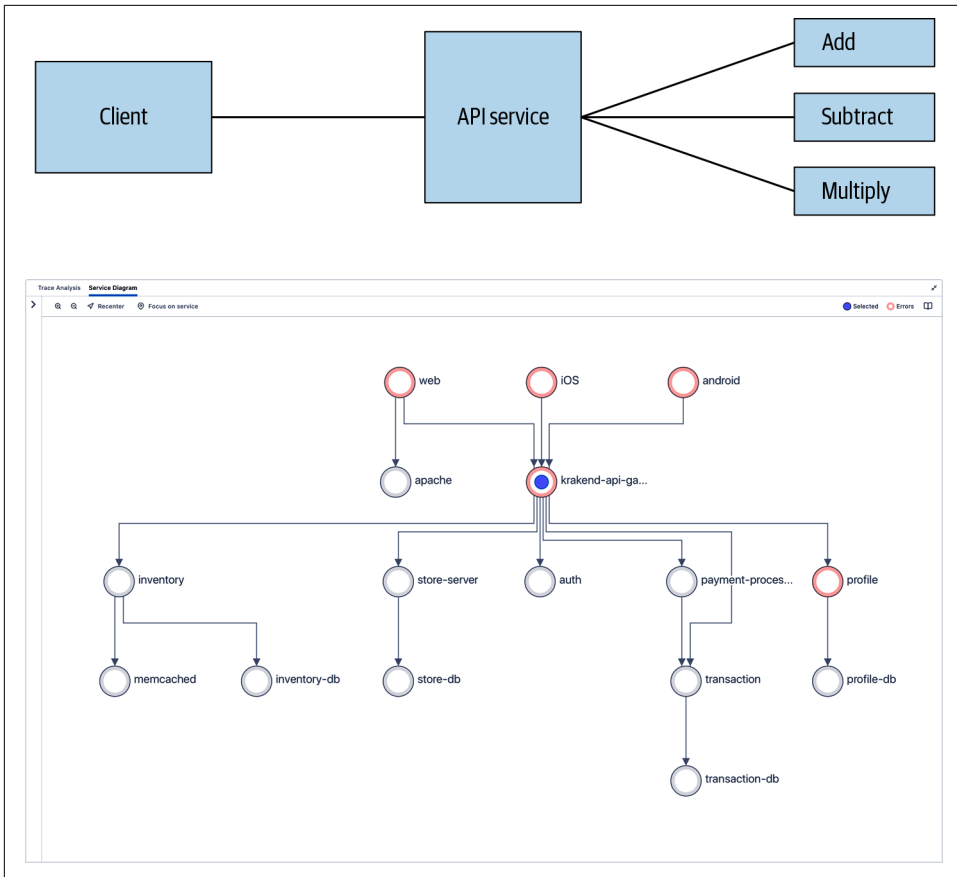 Add
Client
API service
Subtract
Multiply
Trace Analysis Service Diagram
Recenter Focus on service Selected Errors
web iOS android
apache krakend-api-ga...
inventory store-server auth payment-proces... profile
memcached inventory-db store-db transaction profile-db
transaction-db